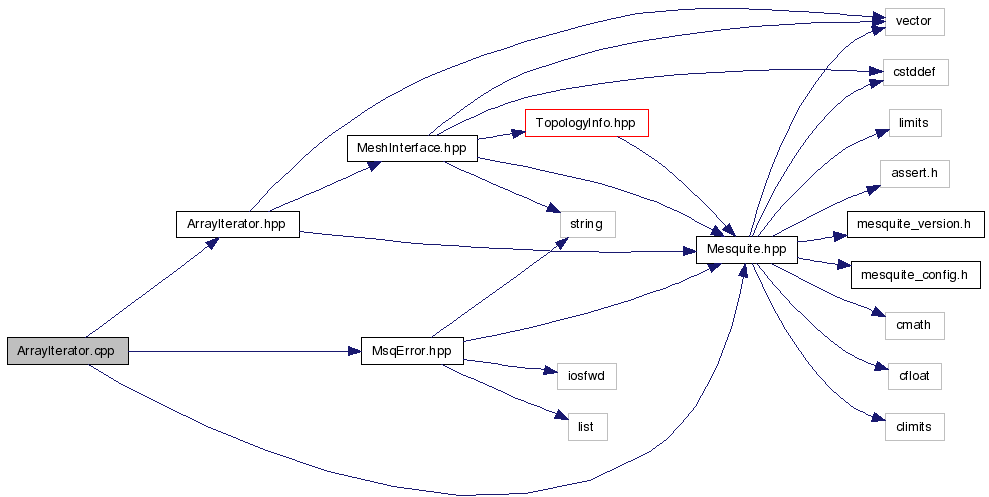 vector
cstddef
TopologyInfo.hpp
limits
MeshInterface.hpp
assert.h
ArrayIterator.hpp
string
mesquite_version.h
Mesquite.hpp
mesquite_config.h
cmath
ArrayIterator.cpp
MsqError.hpp
iosfwd
cfloat
list
climits